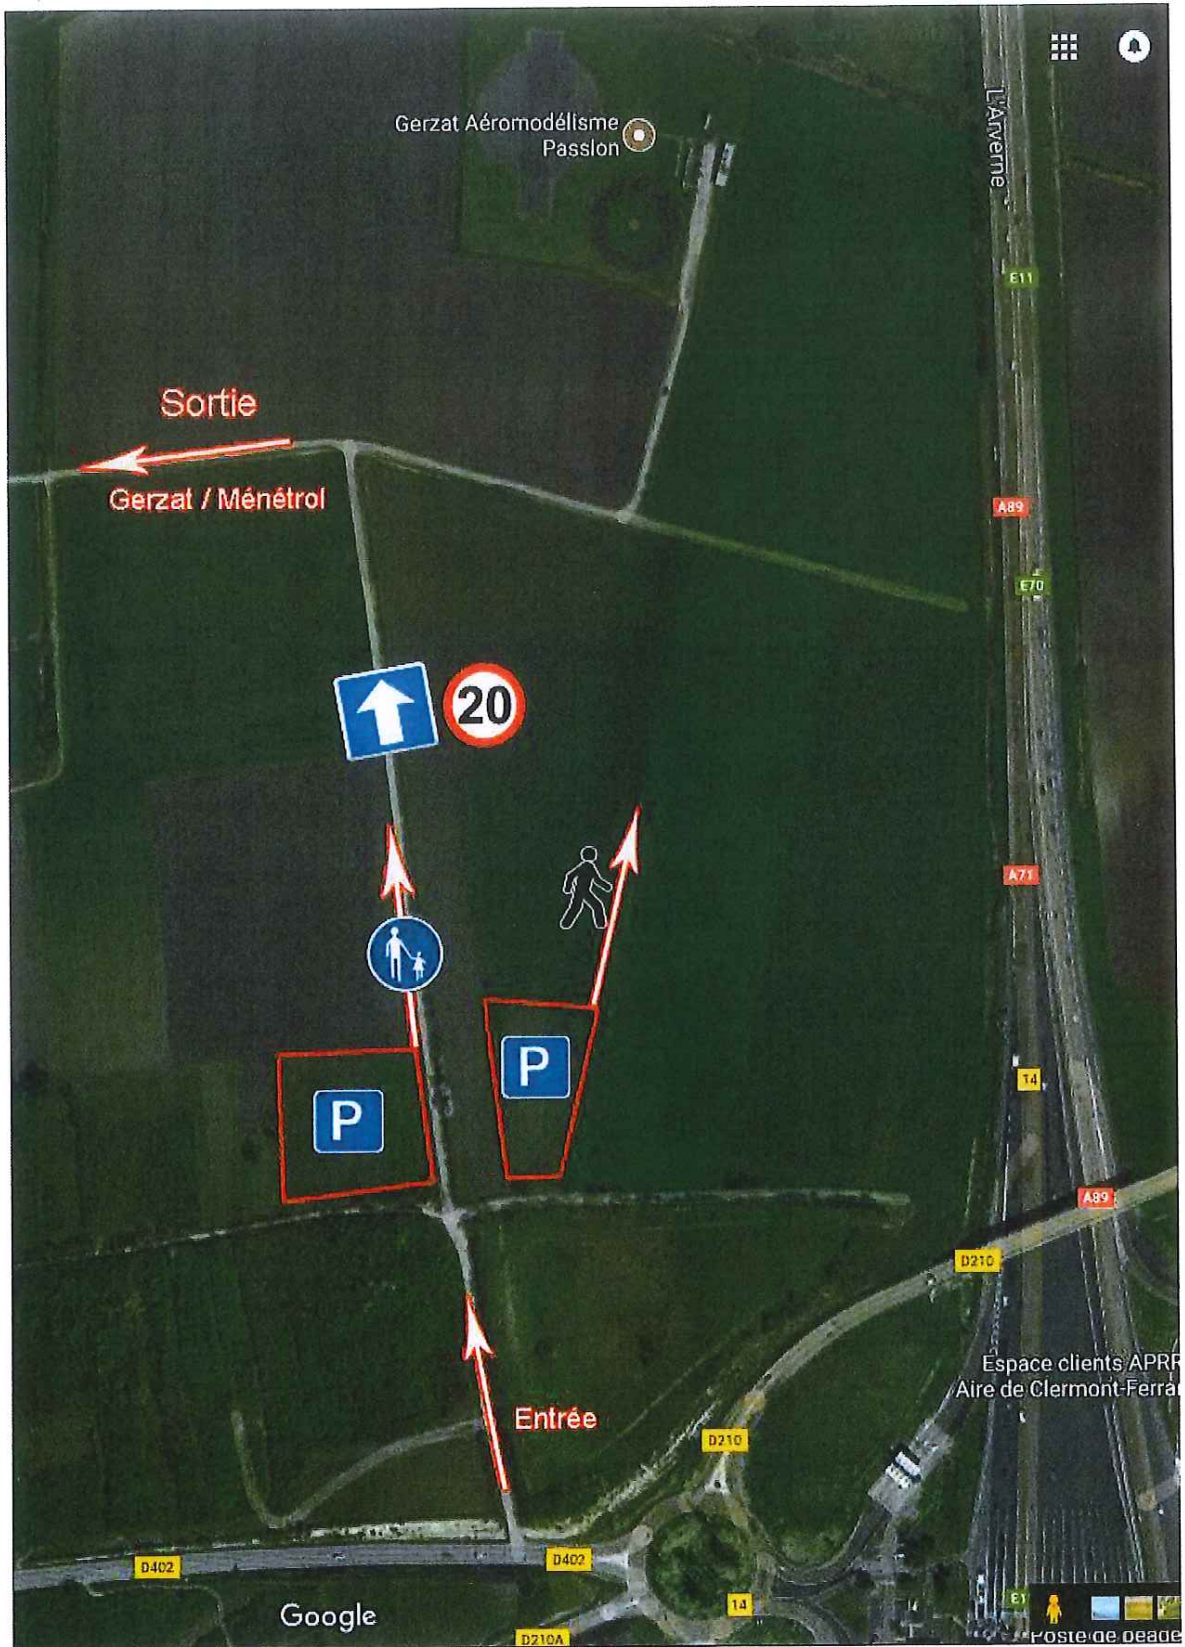 Gerzat Aéromodélisme
Passion
L'Arverne
E11
Sortie
Gerzat / Ménétrol
A89
E70
20
A71
P
P
14
A89
D210
Espace clients APRR
Aire de Clermont-Ferra
Entrée
D210
D402
D402
14
E1
Google
D210A
Poste de péage